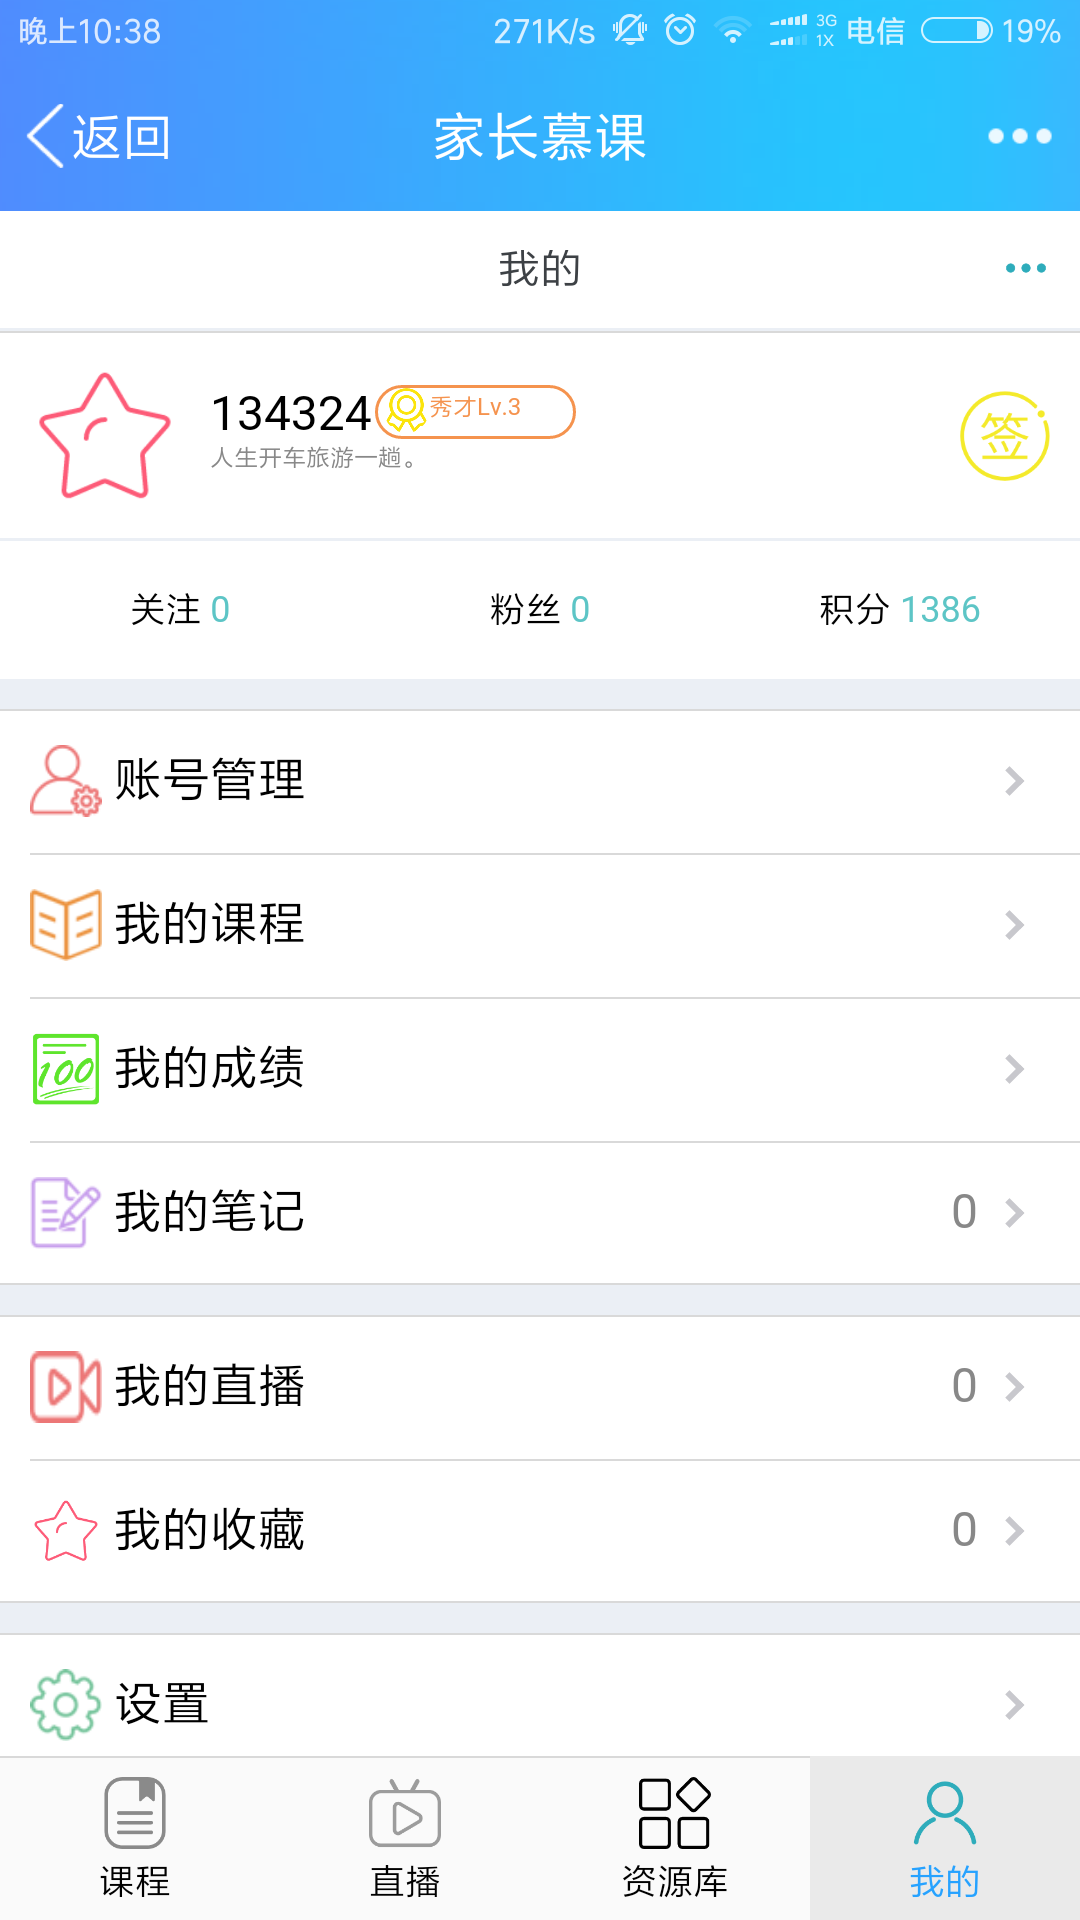 晚上10:38 271K/s 3G 1X 电信 19%
返回 家长慕课
我的
134324 秀才Lv.3
人生开车旅游一趟。
签
关注 0 粉丝 0 积分 1386
账号管理
我的课程
100 我的成绩
我的笔记 0
我的直播 0
我的收藏 0
设置
课程 直播 资源库 我的